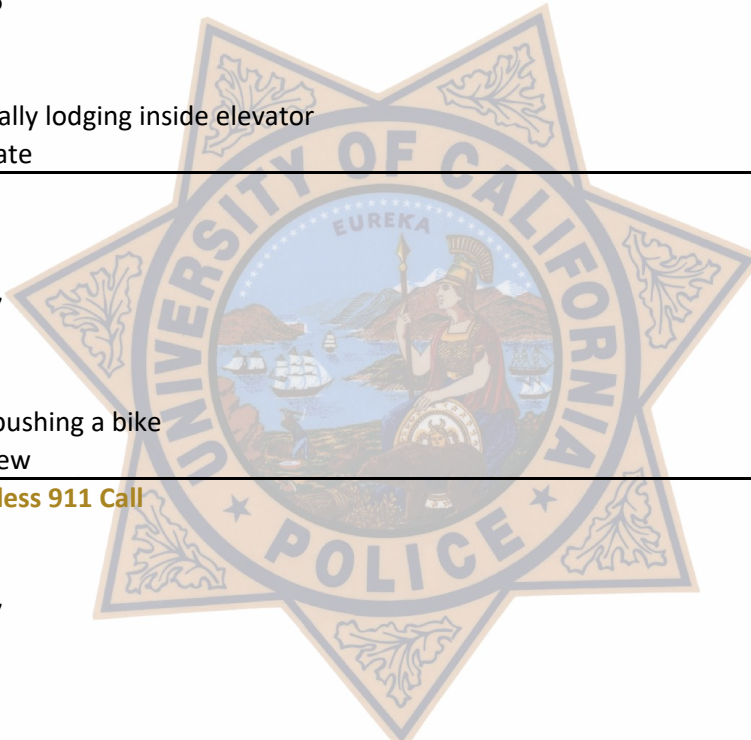 ally lodging inside elevator
ate
pushing a bike
ew
less 911 Call
UNIVERSITY OF CALIFORNIA
EUREKA
POLICE